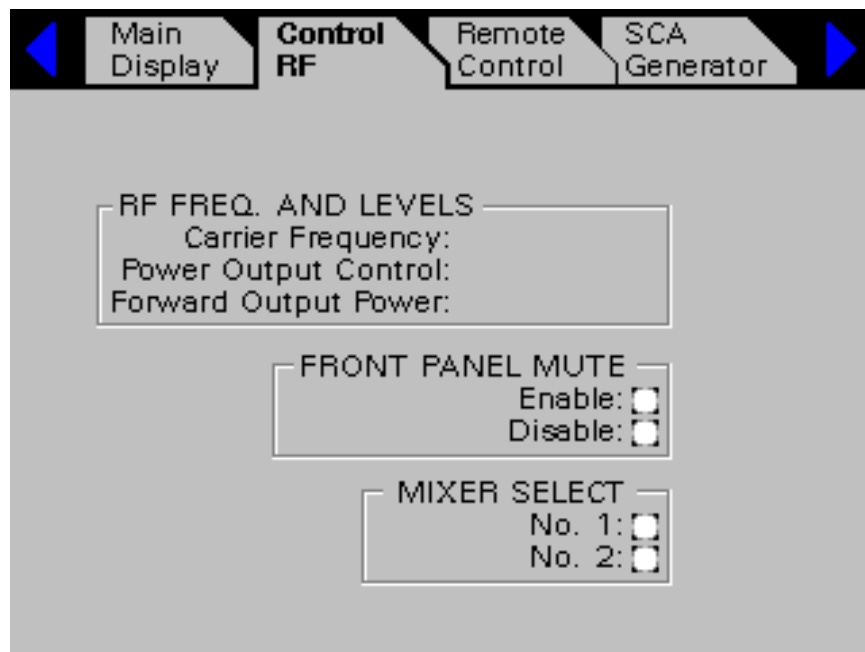 Main Display
Control RF
Remote Control
SCA Generator
RF FREQ. AND LEVELS
Carrier Frequency:
Power Output Control:
Forward Output Power:
FRONT PANEL MUTE
Enable:
Disable:
MIXER SELECT
No. 1:
No. 2: